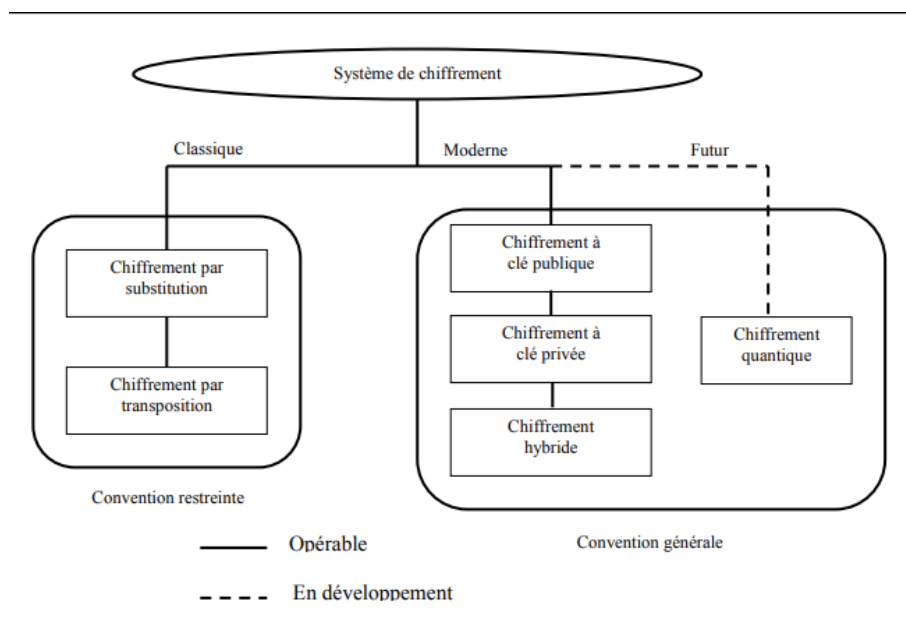 Système de chiffrement
Classique
Moderne
Futur
Chiffrement par
substitution
Chiffrement par
transposition
Convention restreinte
Chiffrement à
clé publique
Chiffrement à
clé privée
Chiffrement
hybride
Chiffrement
quantique
Convention générale
Opérable
En développement